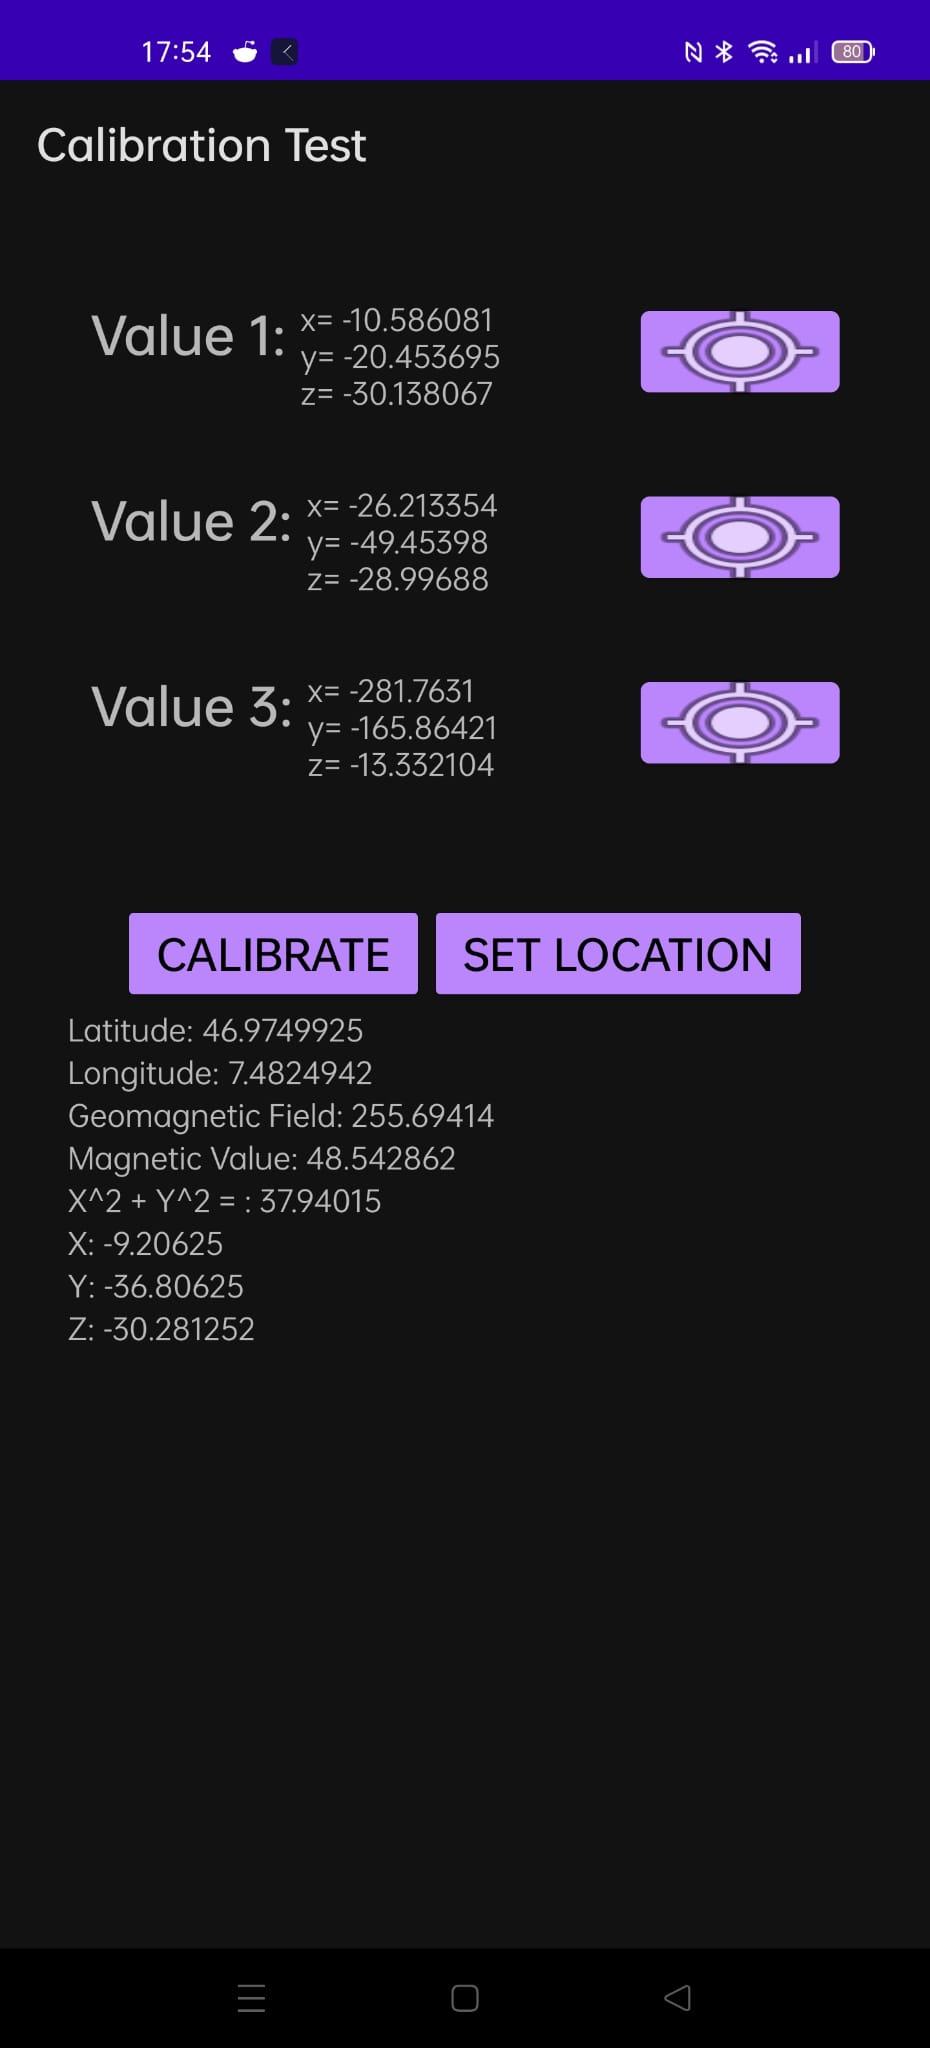 17:54
80
Calibration Test
Value 1:
x= -10.586081
y= -20.453695
z= -30.138067
Value 2:
x= -26.213354
y= -49.45398
z= -28.99688
Value 3:
x= -281.7631
y= -165.86421
z= -13.332104
CALIBRATE SET LOCATION
Latitude: 46.9749925
Longitude: 7.4824942
Geomagnetic Field: 255.69414
Magnetic Value: 48.542862
X^2 + Y^2 = : 37.94015
X: -9.20625
Y: -36.80625
Z: -30.281252